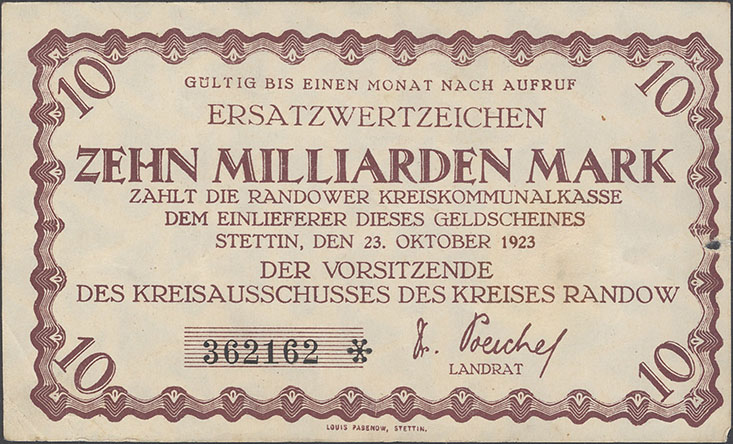 10 10
GÜLTIG BIS EINEN MONAT NACH AUFRUF
ERSATZWERTZEICHEN
ZEHN MILLIARDEN MARK
ZAHLT DIE RANDOWER KREISKOMMUNALKASSE
DEM EINLIEFERER DIESES GELDSCHEINES
STETTIN, DEN 23. OKTOBER 1923
DER VORSITZENDE
DES KREISAUSSCHUSSES DES KREISES RANDOW
362162 *
LANDRAT
10 10
LOUIS PASENOW, STETTIN.